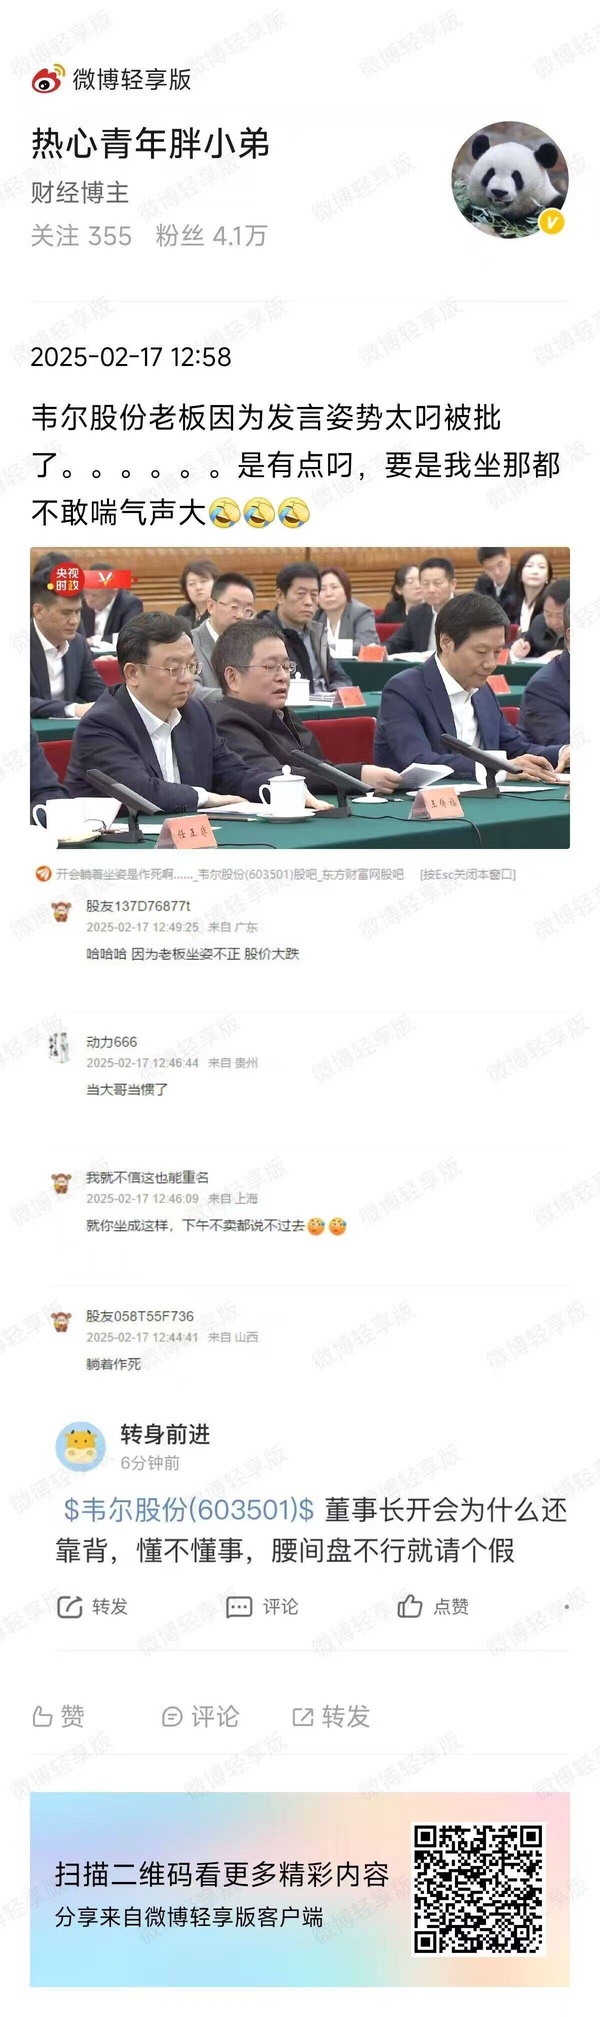 微博轻享版
热心青年胖小弟
财经博主
关注 355 粉丝 4.1万
2025-02-17 12:58
韦尔股份老板因为发言姿势太叼被批
了。。。。。。是有点叼，要是我坐那都
不敢喘气声大🤣🤣🤣
央视
时政
任正非
开会躺着坐姿是作死啊......_韦尔股份(603501)股吧_东方财富网股吧 [按Esc关闭本窗口]
股友137D76877t
2025-02-17 12:49:25 来自 广东
哈哈哈 因为老板坐姿不正 股价大跌
动力666
2025-02-17 12:46:44 来自 贵州
当大哥当惯了
我就不信这也能重名
2025-02-17 12:46:09 来自 上海
就你坐成这样，下午不卖都说不过去
股友058T55F736
2025-02-17 12:44:41 来自 山西
躺着作死
转身前进
6分钟前
$韦尔股份(603501)$ 董事长开会为什么还
靠背，懂不懂事，腰间盘不行就请个假
转发 评论 点赞
赞 评论 转发
扫描二维码看更多精彩内容
分享来自微博轻享版客户端